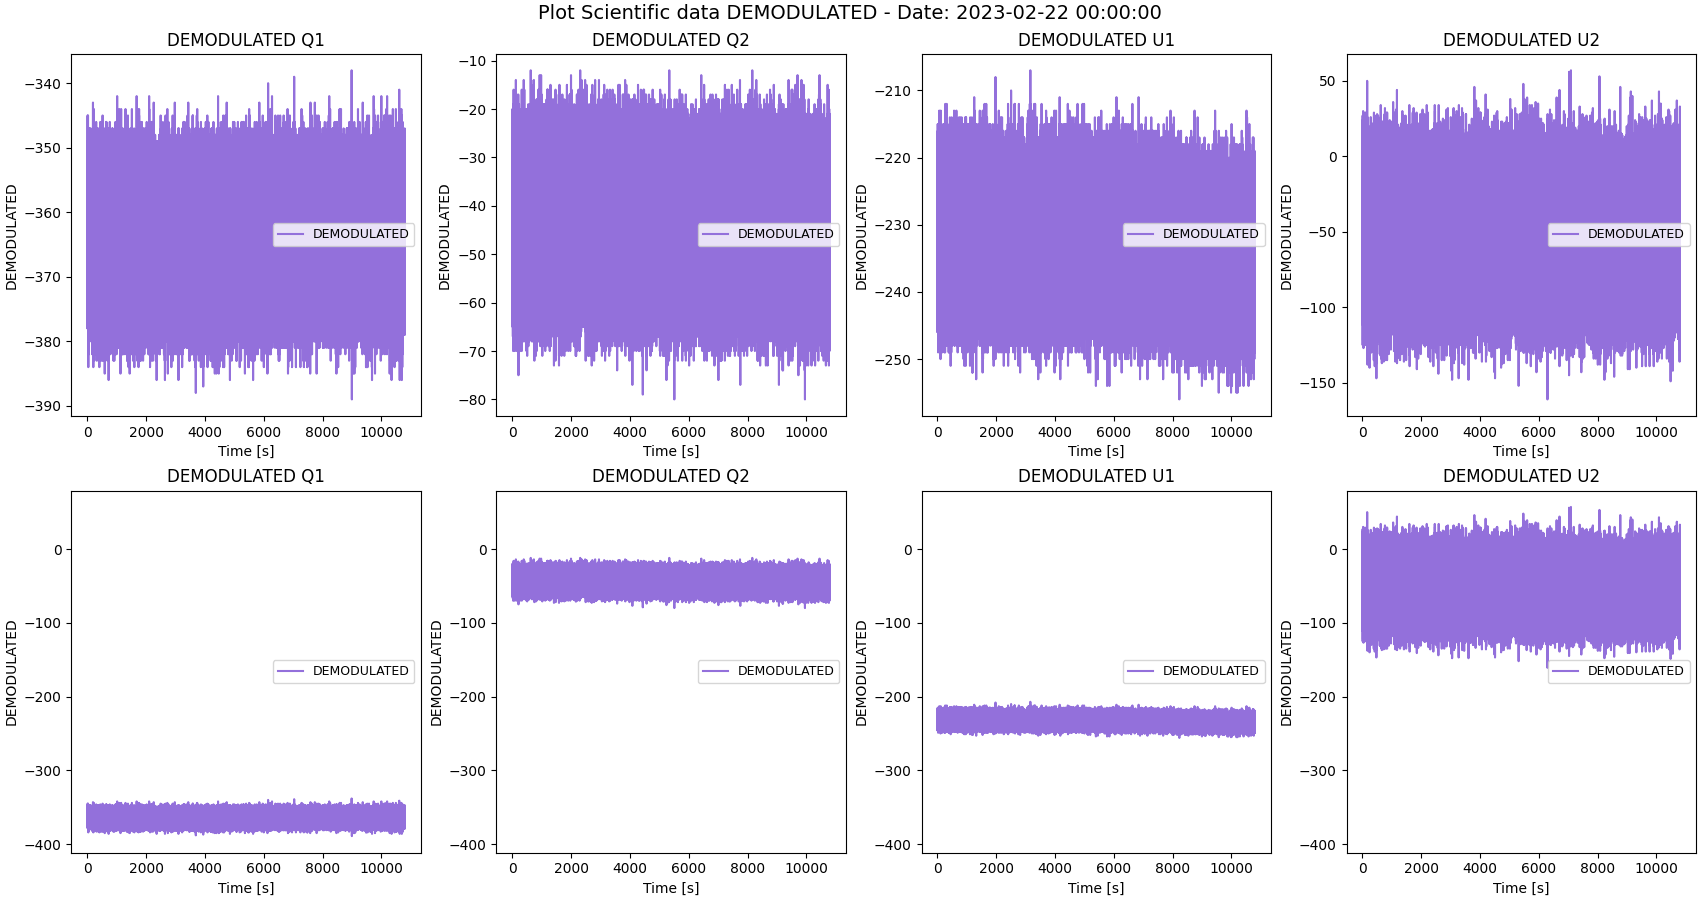 Plot Scientific data DEMODULATED - Date: 2023-02-22 00:00:00
DEMODULATED Q1
DEMODULATED
−340
−350
−360
−370
−380
−390
0 2000 4000 6000 8000 10000
Time [s]
DEMODULATED
DEMODULATED Q2
DEMODULATED
−10
−20
−30
−40
−50
−60
−70
−80
0 2000 4000 6000 8000 10000
Time [s]
DEMODULATED
DEMODULATED U1
DEMODULATED
−210
−220
−230
−240
−250
0 2000 4000 6000 8000 10000
Time [s]
DEMODULATED
DEMODULATED U2
DEMODULATED
50
0
−50
−100
−150
0 2000 4000 6000 8000 10000
Time [s]
DEMODULATED
DEMODULATED Q1
DEMODULATED
0
−100
−200
−300
−400
0 2000 4000 6000 8000 10000
Time [s]
DEMODULATED
DEMODULATED Q2
DEMODULATED
0
−100
−200
−300
−400
0 2000 4000 6000 8000 10000
Time [s]
DEMODULATED
DEMODULATED U1
DEMODULATED
0
−100
−200
−300
−400
0 2000 4000 6000 8000 10000
Time [s]
DEMODULATED
DEMODULATED U2
DEMODULATED
0
−100
−200
−300
−400
0 2000 4000 6000 8000 10000
Time [s]
DEMODULATED